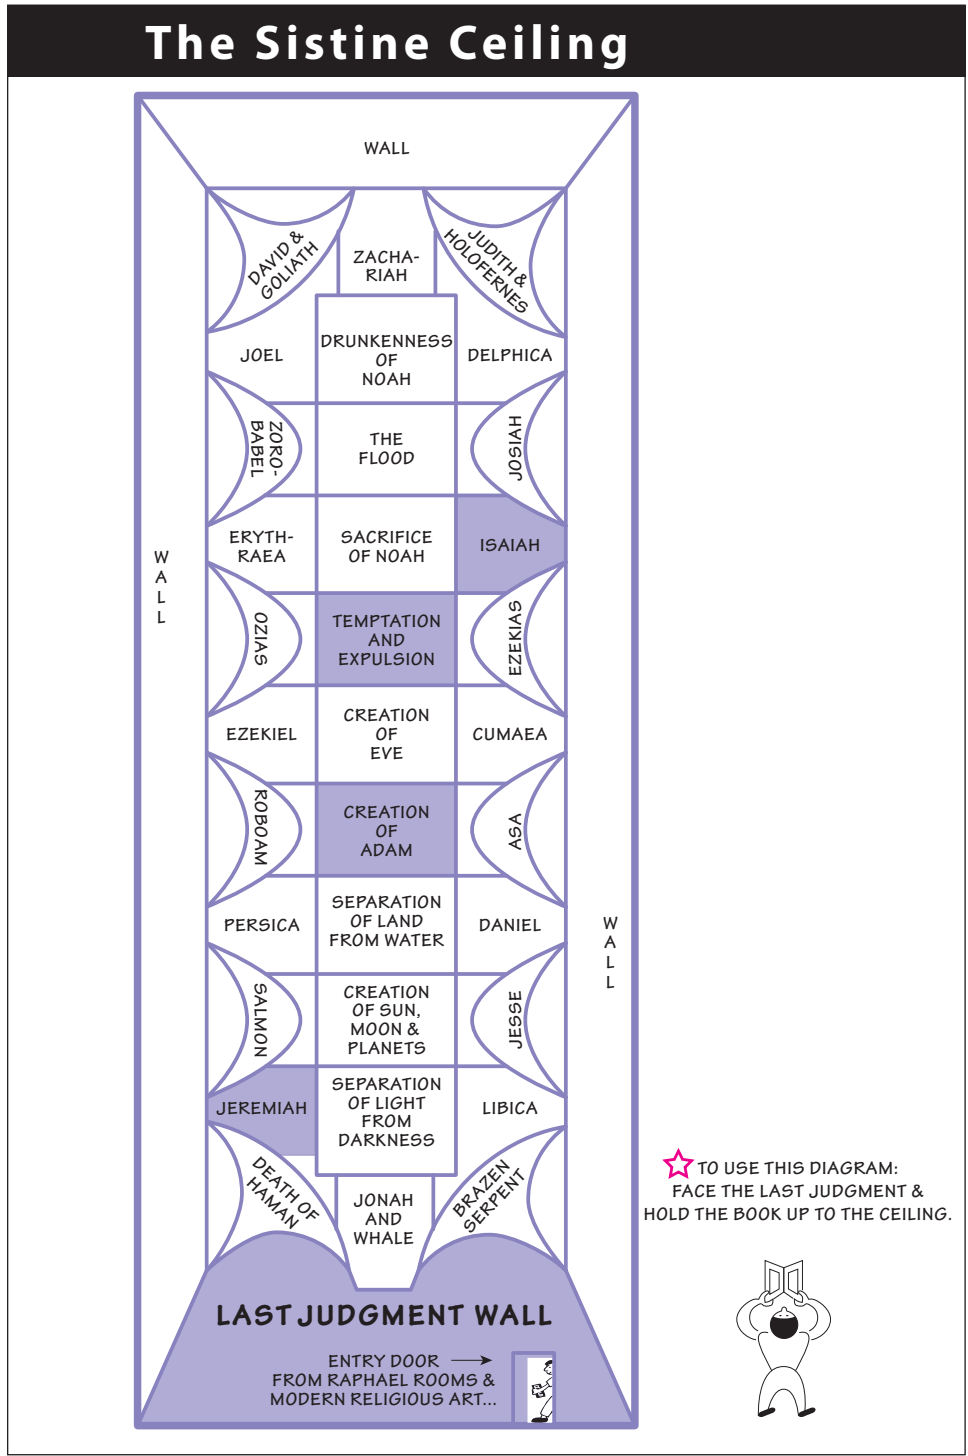 The Sistine Ceiling
WALL
DAVID &
GOLIATH
ZACHA-
RIAH
JUDITH &
HOLOFERNES
JOEL
DRUNKENNESS
OF
NOAH
DELPHICA
ZORO-
BABEL
THE
FLOOD
JOSIAH
ERYTH-
RAEA
SACRIFICE
OF NOAH
ISAIAH
WALL
OZIAS
TEMPTATION
AND
EXPULSION
EZEKIAS
EZEKIEL
CREATION
OF
EVE
CUMAEA
ROBOAM
CREATION
OF
ADAM
ASA
PERSICA
SEPARATION
OF LAND
FROM WATER
DANIEL
WALL
SALMON
CREATION
OF SUN,
MOON &
PLANETS
JESSE
JEREMIAH
SEPARATION
OF LIGHT
FROM
DARKNESS
LIBICA
DEATH OF
HAMAN
JONAH
AND
WHALE
BRAZEN
SERPENT
TO USE THIS DIAGRAM:
FACE THE LAST JUDGMENT &
HOLD THE BOOK UP TO THE CEILING.
LAST JUDGMENT WALL
ENTRY DOOR
FROM RAPHAEL ROOMS &
MODERN RELIGIOUS ART...